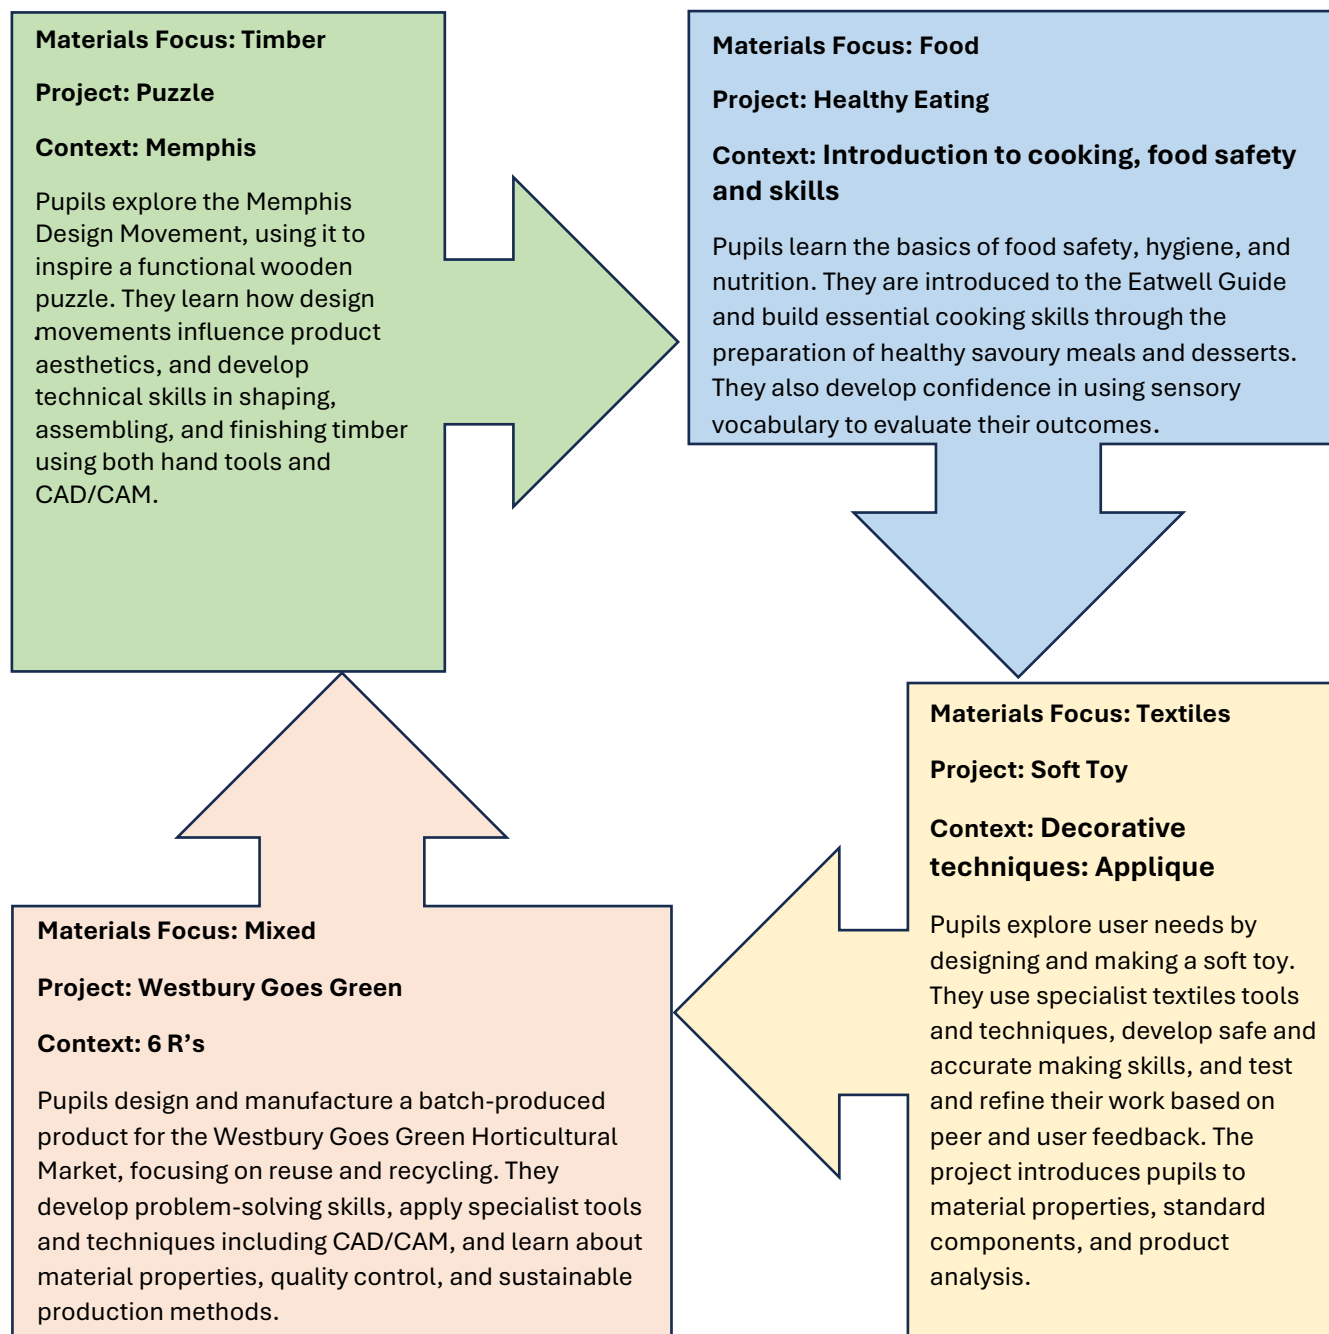 Materials Focus: Timber
Project: Puzzle
Context: Memphis
Pupils explore the Memphis
Design Movement, using it to
inspire a functional wooden
puzzle. They learn how design
.movements influence product
aesthetics, and develop
technical skills in shaping,
assembling, and finishing timber
using both hand tools and
CAD/CAM.
Materials Focus: Food
Project: Healthy Eating
Context: Introduction to cooking, food safety
and skills
Pupils learn the basics of food safety, hygiene, and
nutrition. They are introduced to the Eatwell Guide
and build essential cooking skills through the
preparation of healthy savoury meals and desserts.
They also develop confidence in using sensory
vocabulary to evaluate their outcomes.
Materials Focus: Textiles
Project: Soft Toy
Context: Decorative
techniques: Applique
Pupils explore user needs by
designing and making a soft toy.
They use specialist textiles tools
and techniques, develop safe and
accurate making skills, and test
and refine their work based on
peer and user feedback. The
project introduces pupils to
material properties, standard
components, and product
analysis.
Materials Focus: Mixed
Project: Westbury Goes Green
Context: 6 R’s
Pupils design and manufacture a batch-produced
product for the Westbury Goes Green Horticultural
Market, focusing on reuse and recycling. They
develop problem-solving skills, apply specialist tools
and techniques including CAD/CAM, and learn about
material properties, quality control, and sustainable
production methods.